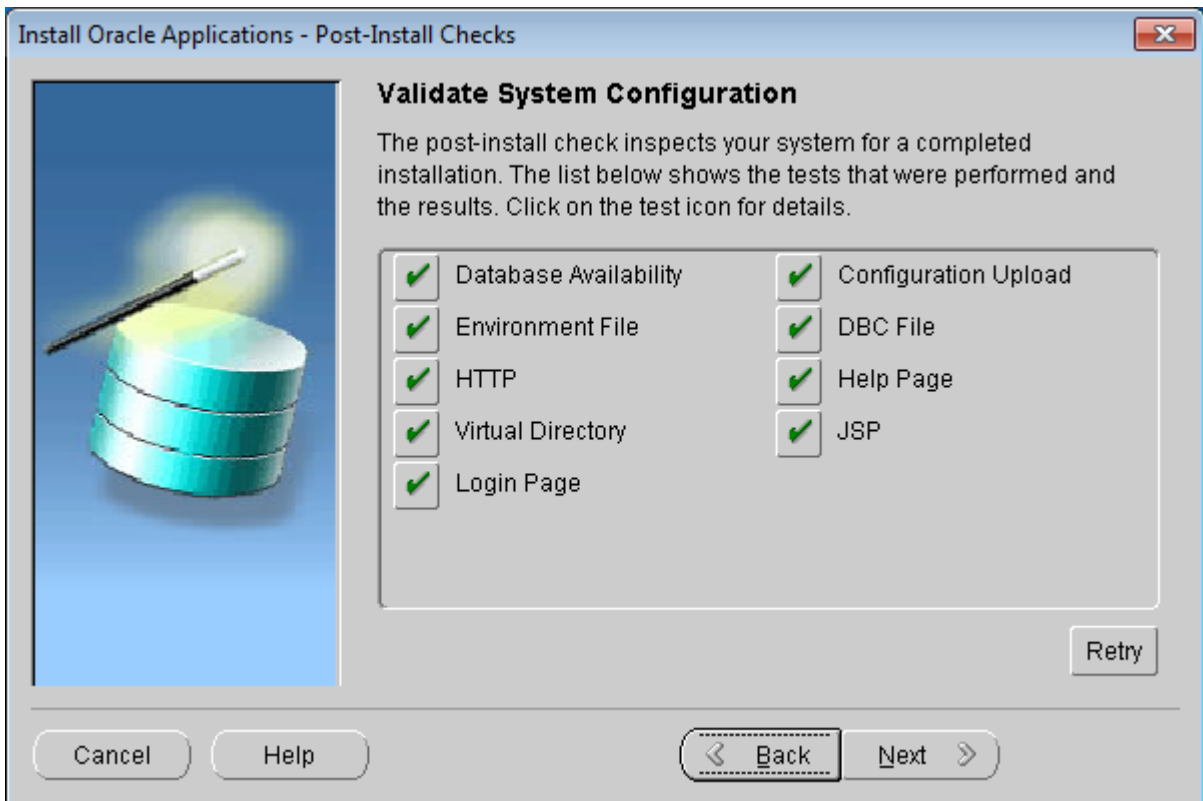 Install Oracle Applications - Post-Install Checks
Validate System Configuration
The post-install check inspects your system for a completed
installation. The list below shows the tests that were performed and
the results. Click on the test icon for details.
Database Availability
Configuration Upload
Environment File
DBC File
HTTP
Help Page
Virtual Directory
JSP
Login Page
Retry
Cancel
Help
Back
Next